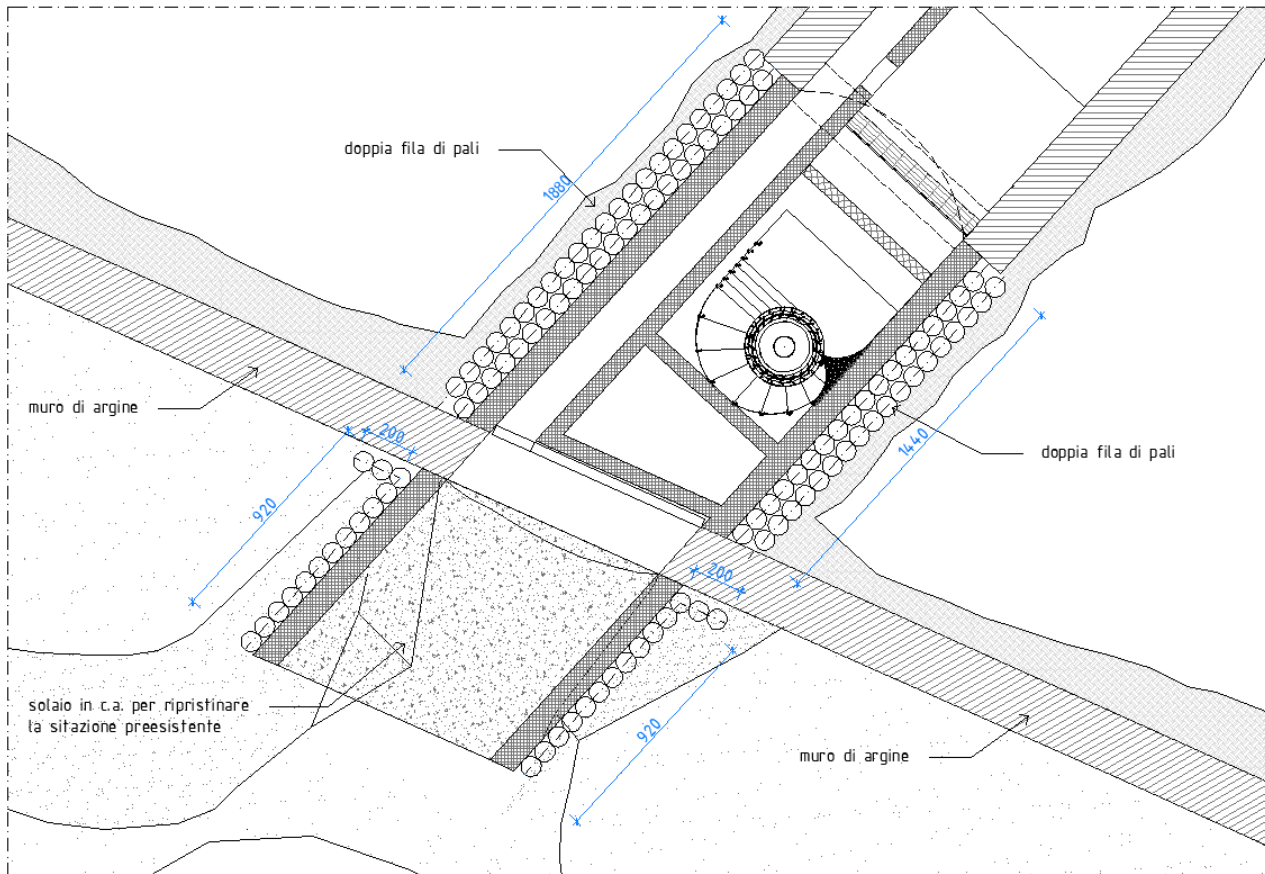 doppia fila di pali
1880
muro di argine
200
920
1440
doppia fila di pali
200
solaio in c.a. per ripristinare
la sitazione preesistente
920
muro di argine